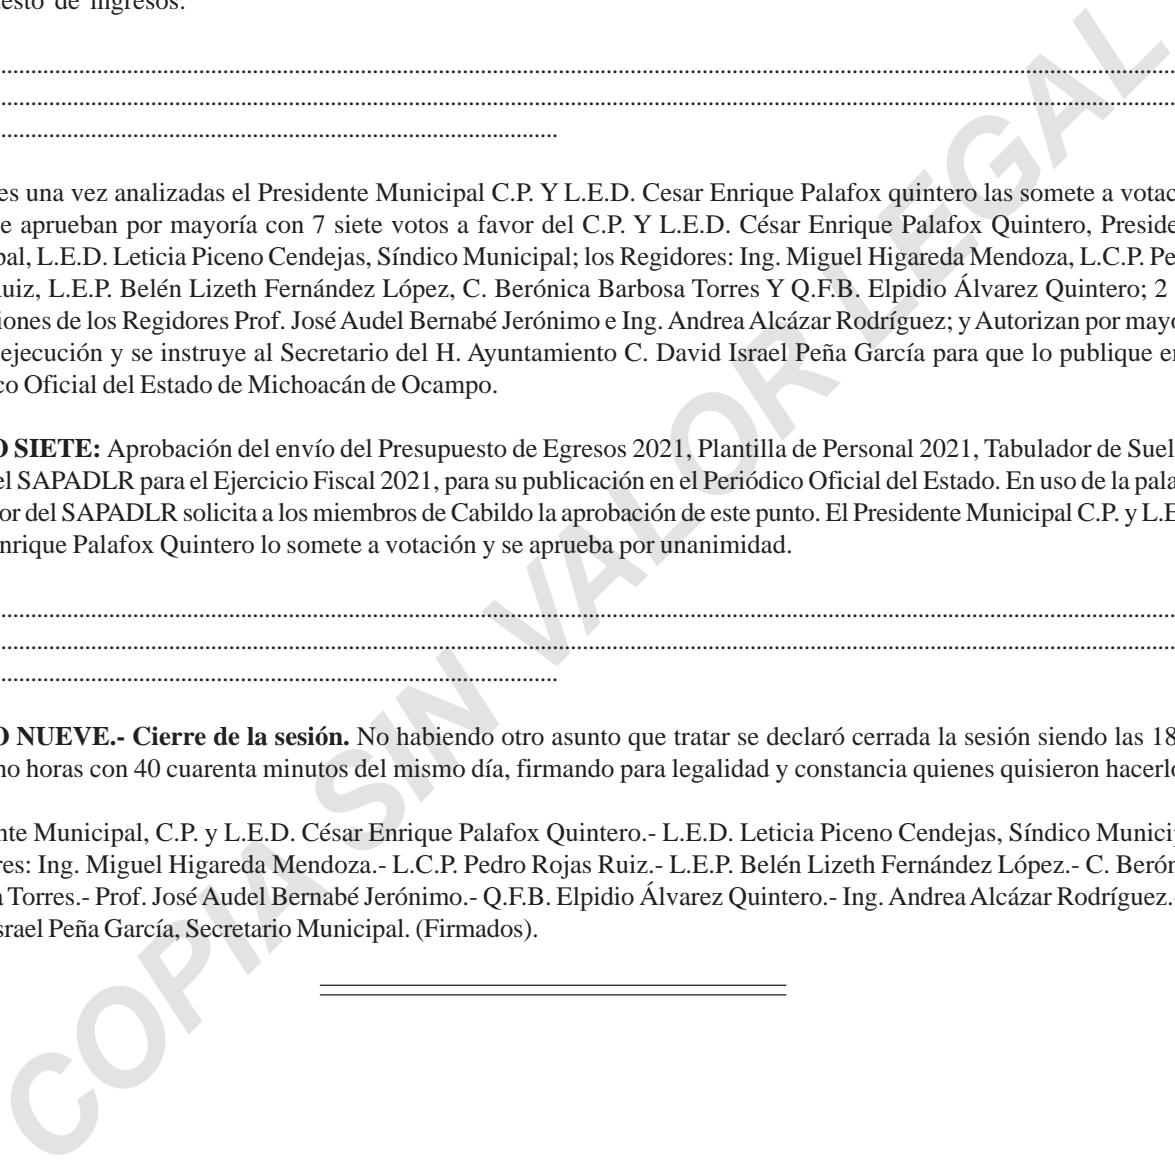 esto de ingresos.
..........................................................................................................................................................................
..........................................................................................................................................................................
...............................................................................................
es una vez analizadas el Presidente Municipal C.P. Y L.E.D. Cesar Enrique Palafox quintero las somete a votac
e aprueban por mayoría con 7 siete votos a favor del C.P. Y L.E.D. César Enrique Palafox Quintero, Preside
pal, L.E.D. Leticia Piceno Cendejas, Síndico Municipal; los Regidores: Ing. Miguel Higareda Mendoza, L.C.P. Pe
uiz, L.E.P. Belén Lizeth Fernández López, C. Berónica Barbosa Torres Y Q.F.B. Elpidio Álvarez Quintero; 2
iones de los Regidores Prof. José Audel Bernabé Jerónimo e Ing. Andrea Alcázar Rodríguez; y Autorizan por mayo
ejecución y se instruye al Secretario del H. Ayuntamiento C. David Israel Peña García para que lo publique en
co Oficial del Estado de Michoacán de Ocampo.
O SIETE: Aprobación del envío del Presupuesto de Egresos 2021, Plantilla de Personal 2021, Tabulador de Suel
el SAPADLR para el Ejercicio Fiscal 2021, para su publicación en el Periódico Oficial del Estado. En uso de la pala
or del SAPADLR solicita a los miembros de Cabildo la aprobación de este punto. El Presidente Municipal C.P. y L.E
nrique Palafox Quintero lo somete a votación y se aprueba por unanimidad.
..........................................................................................................................................................................
..........................................................................................................................................................................
...............................................................................................
O NUEVE.- Cierre de la sesión. No habiendo otro asunto que tratar se declaró cerrada la sesión siendo las 18
ho horas con 40 cuarenta minutos del mismo día, firmando para legalidad y constancia quienes quisieron hacerlo
nte Municipal, C.P. y L.E.D. César Enrique Palafox Quintero.- L.E.D. Leticia Piceno Cendejas, Síndico Municip
res: Ing. Miguel Higareda Mendoza.- L.C.P. Pedro Rojas Ruiz.- L.E.P. Belén Lizeth Fernández López.- C. Berón
a Torres.- Prof. José Audel Bernabé Jerónimo.- Q.F.B. Elpidio Álvarez Quintero.- Ing. Andrea Alcázar Rodríguez.-
srael Peña García, Secretario Municipal. (Firmados).
COPIA SIN VALOR LEGAL